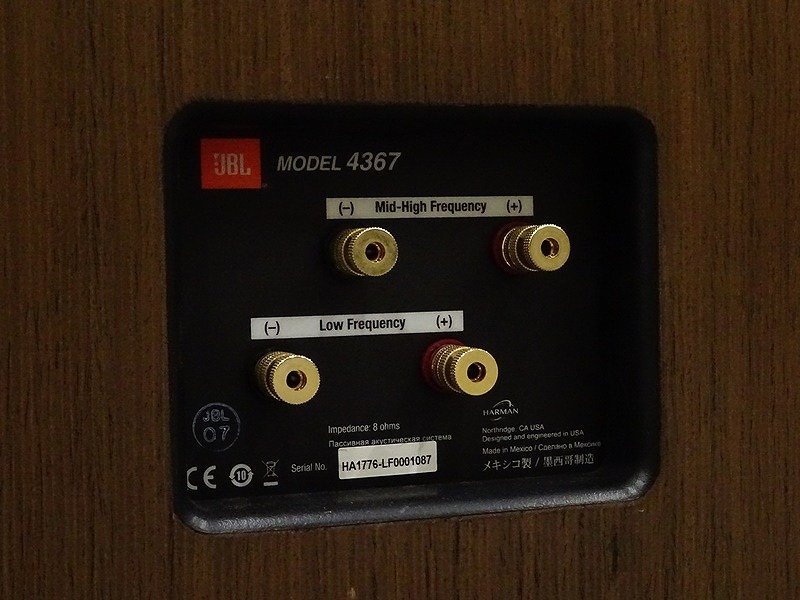 JBL MODEL 4367
(–) Mid-High Frequency (+)
(–) Low Frequency (+)
JBL
07
HARMAN
Impedance: 8 ohms
Пассивная акустическая система
Northridge, CA USA
Designed and engineered in USA
Made in Mexico / Сделано в Мексике
メキシコ製 / 墨西哥制造
CE 10 Serial No. HA1776-LF0001087